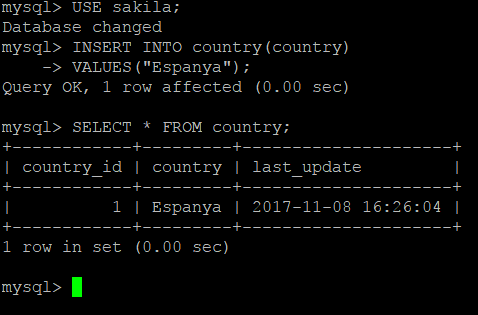 mysql> USE sakila;
Database changed
mysql> INSERT INTO country(country)
    -> VALUES("Espanya");
Query OK, 1 row affected (0.00 sec)

mysql> SELECT * FROM country;
+------------+---------+---------------------+
| country_id | country | last_update         |
+------------+---------+---------------------+
|          1 | Espanya | 2017-11-08 16:26:04 |
+------------+---------+---------------------+
1 row in set (0.00 sec)

mysql>